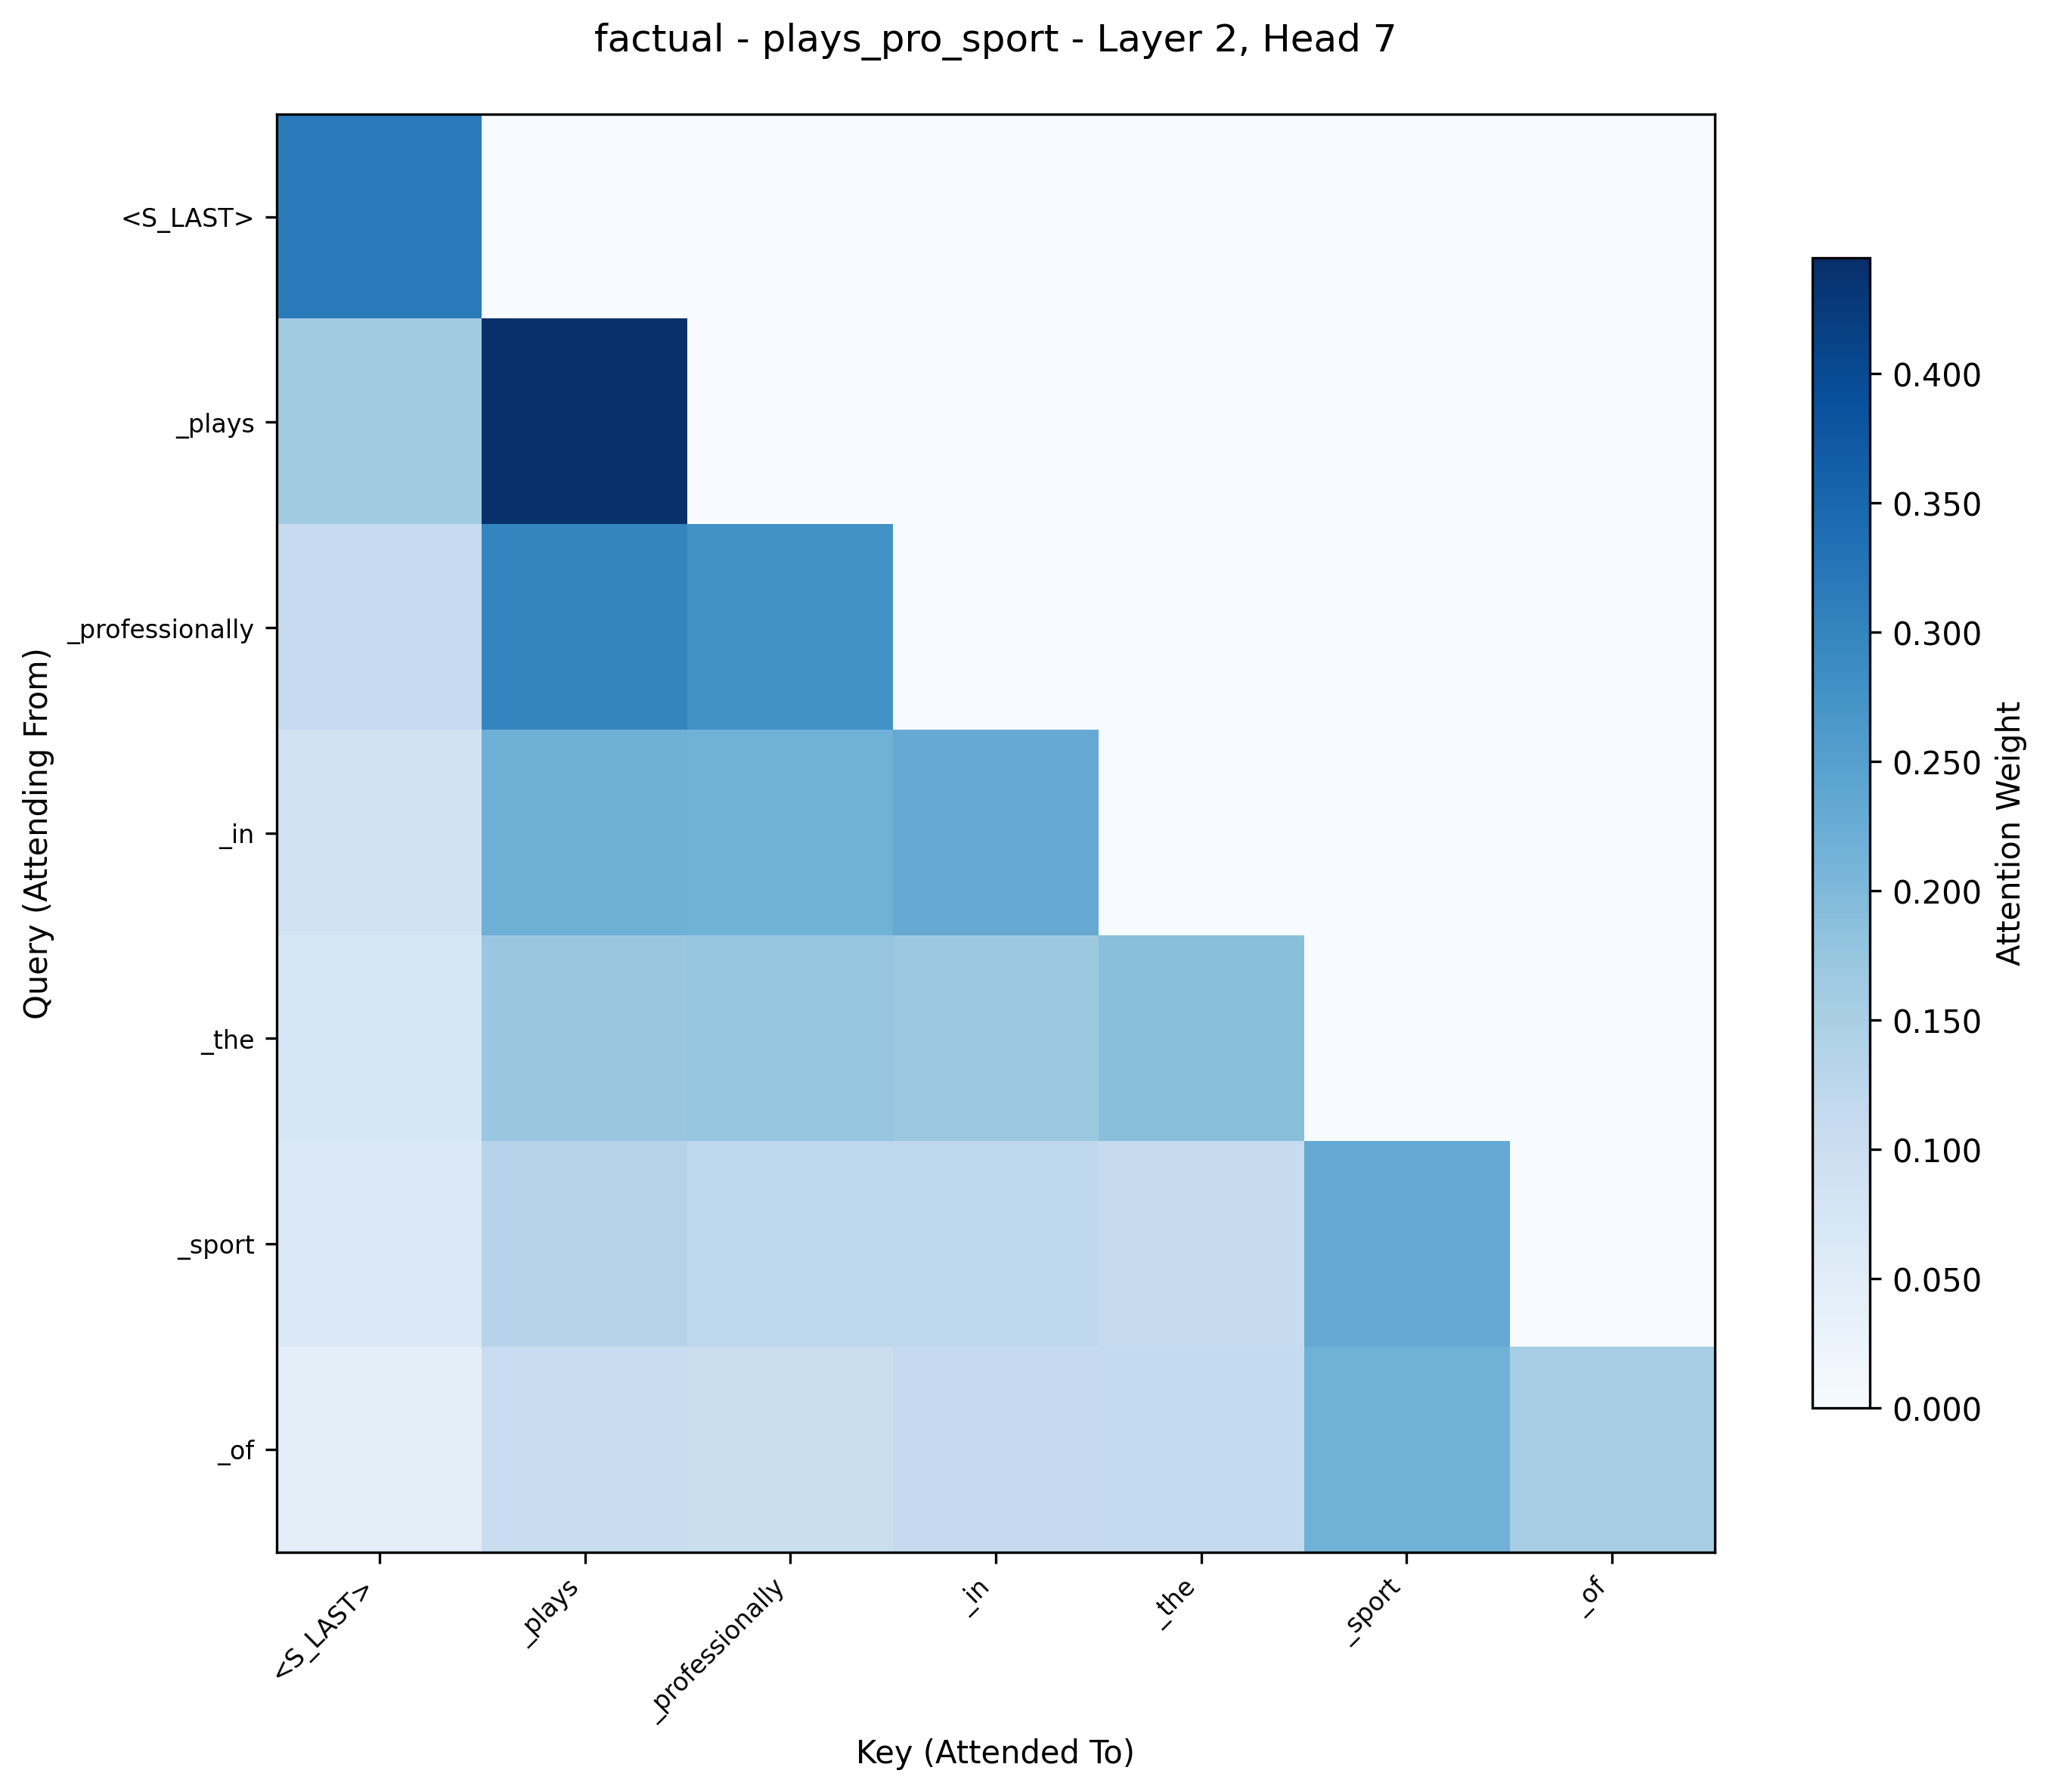 factual - plays_pro_sport - Layer 2, Head 7
Query (Attending From)
<S_LAST>
_plays
_professionally
_in
_the
_sport
_of
<S_LAST>
_plays
_professionally
_in
_the
_sport
_of
Key (Attended To)
0.400
0.350
0.300
0.250
0.200
0.150
0.100
0.050
0.000
Attention Weight